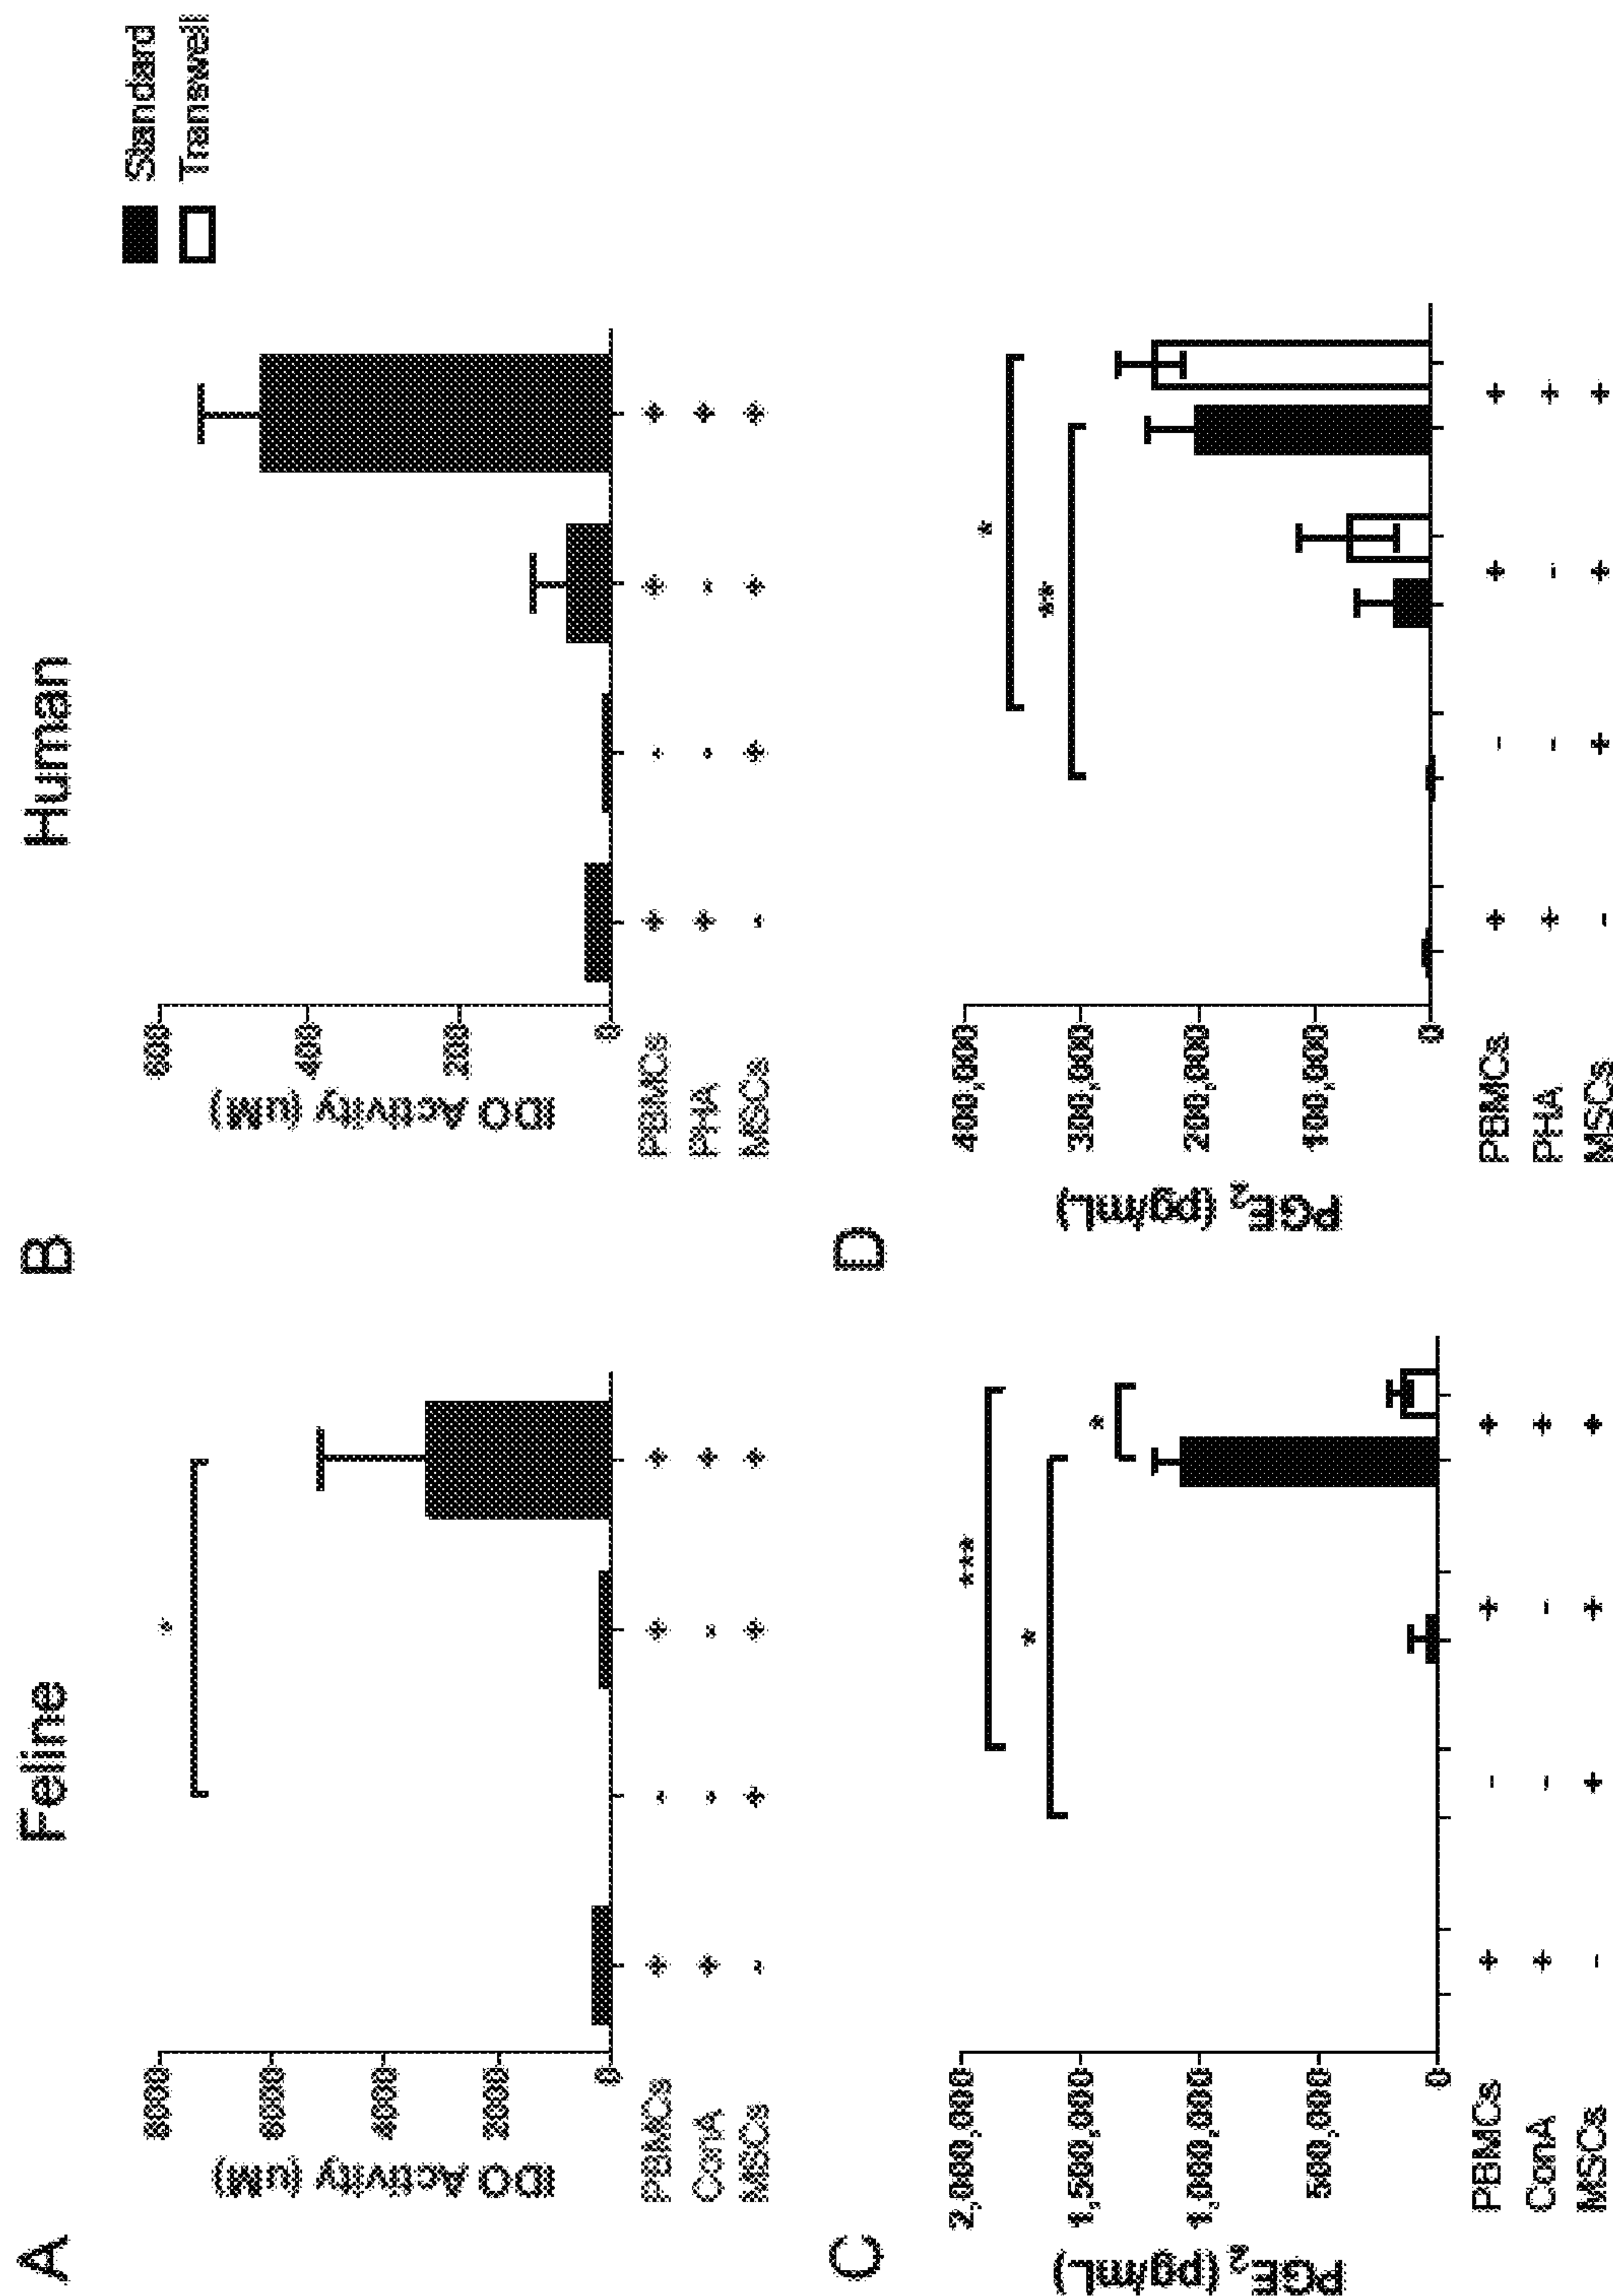 Feline
Human
Standard
Transwell
A
*
8000
6000
4000
2000
0
IDO Activity (uM)
PBMCs + - + +
ConA + - - +
MSCs - + + +
B
600
400
200
0
IDO Activity (uM)
PBMCs + - + +
PHA + - - +
MSCs - + + +
C
***
*
*
2,000,000
1,500,000
1,000,000
500,000
0
PGE2 (pg/mL)
PBMCs + - + +
ConA + - - +
MSCs - + + +
D
*
**
400,000
300,000
200,000
100,000
0
PGE2 (pg/mL)
PBMCs + - + +
PHA + - - +
MSCs - + + +